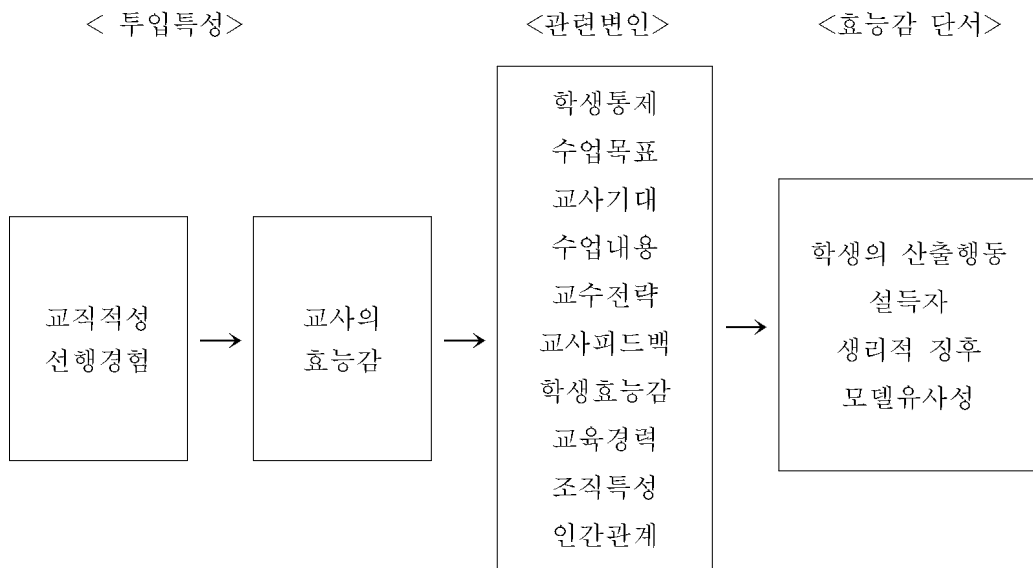 < 투입특성>
<관련변인>
<효능감 단서>
교직적성
선행경험
교사의
효능감
학생통제
수업목표
교사기대
수업내용
교수전략
교사피드백
학생효능감
교육경력
조직특성
인간관계
학생의 산출행동
설득자
생리적 징후
모델유사성